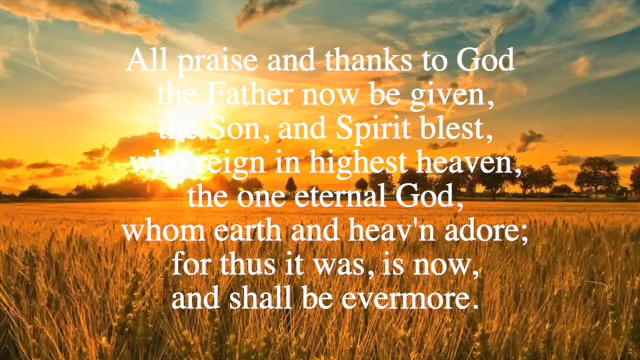 All praise and thanks to God
the Father now be given,
the Son, and Spirit blest,
who reign in highest heaven,
the one eternal God,
whom earth and heav'n adore;
for thus it was, is now,
and shall be evermore.